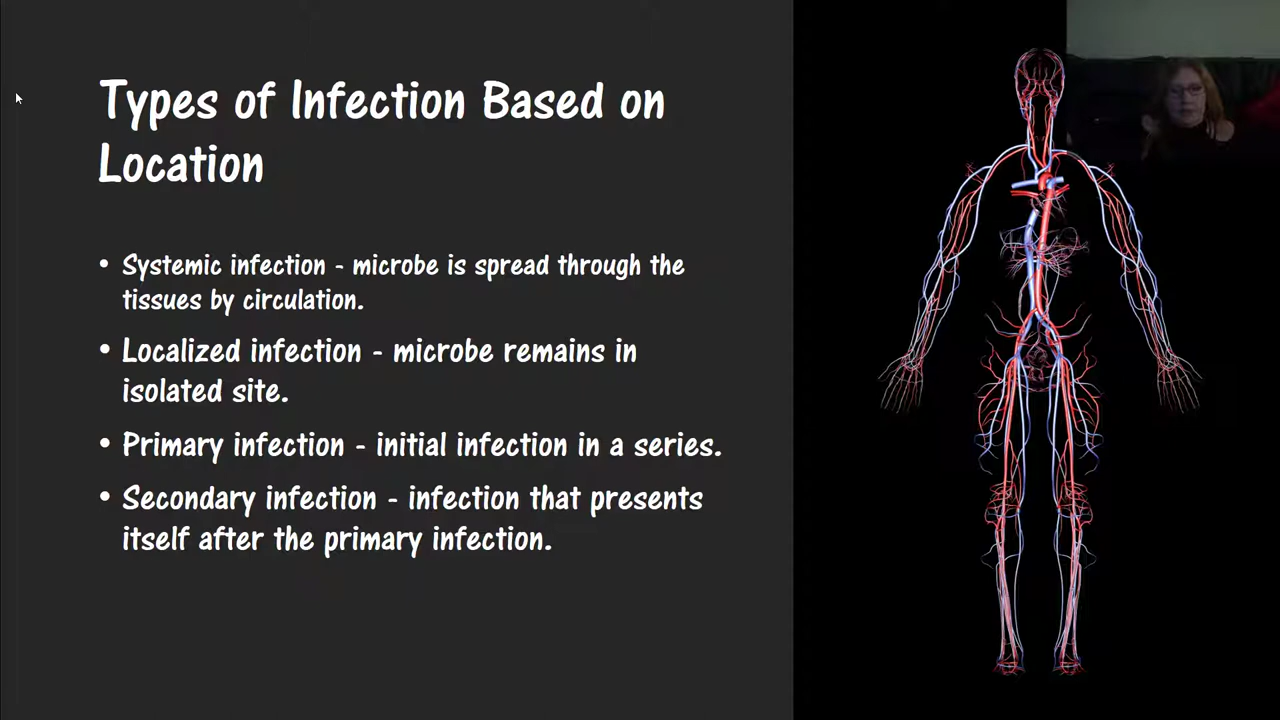 Types of Infection Based on
Location
• Systemic infection - microbe is spread through the
tissues by circulation.
• Localized infection - microbe remains in
isolated site.
• Primary infection - initial infection in a series.
• Secondary infection - infection that presents
itself after the primary infection.